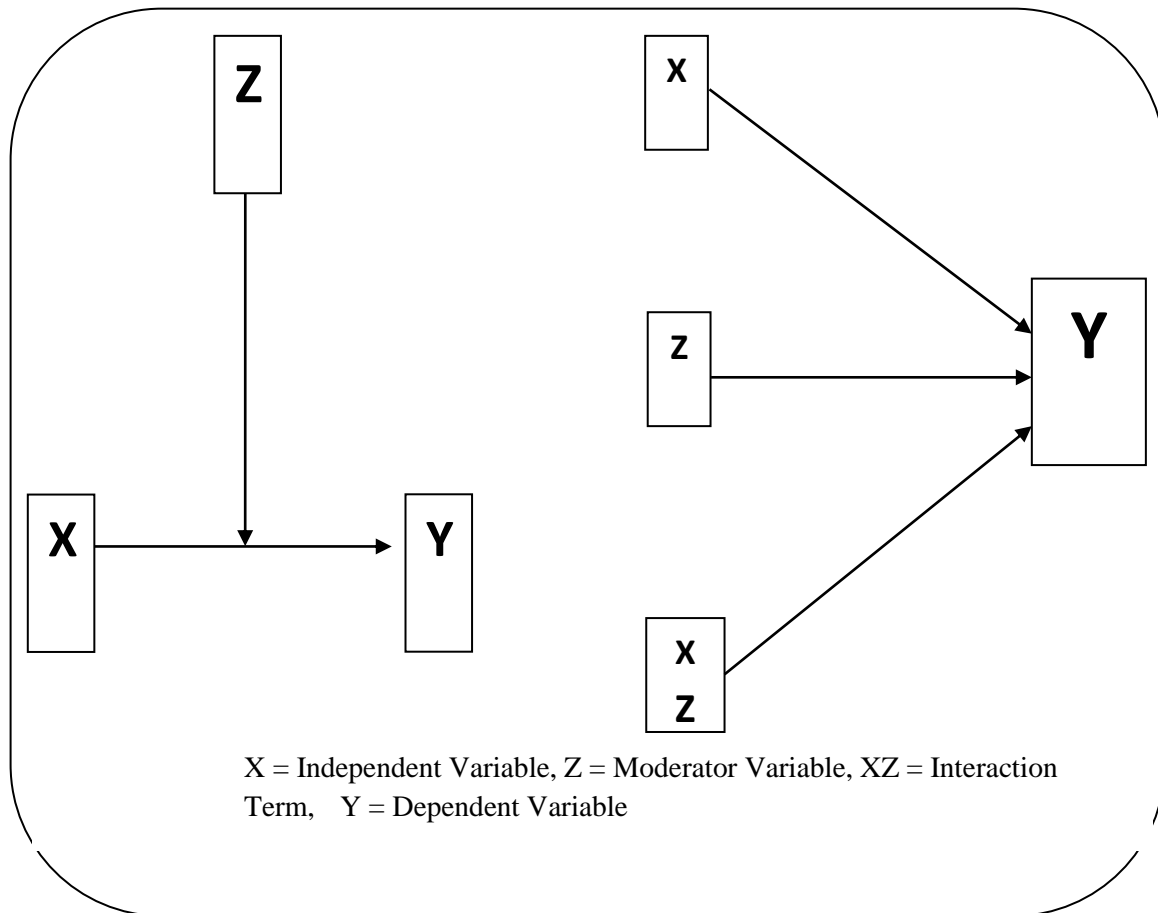 Z
X
Y
X
Z
X
Z
Y
X = Independent Variable, Z = Moderator Variable, XZ = Interaction
Term, Y = Dependent Variable